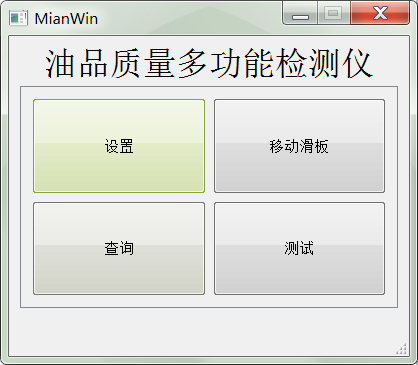 MianWin
油品质量多功能检测仪
设置
移动滑板
查询
测试